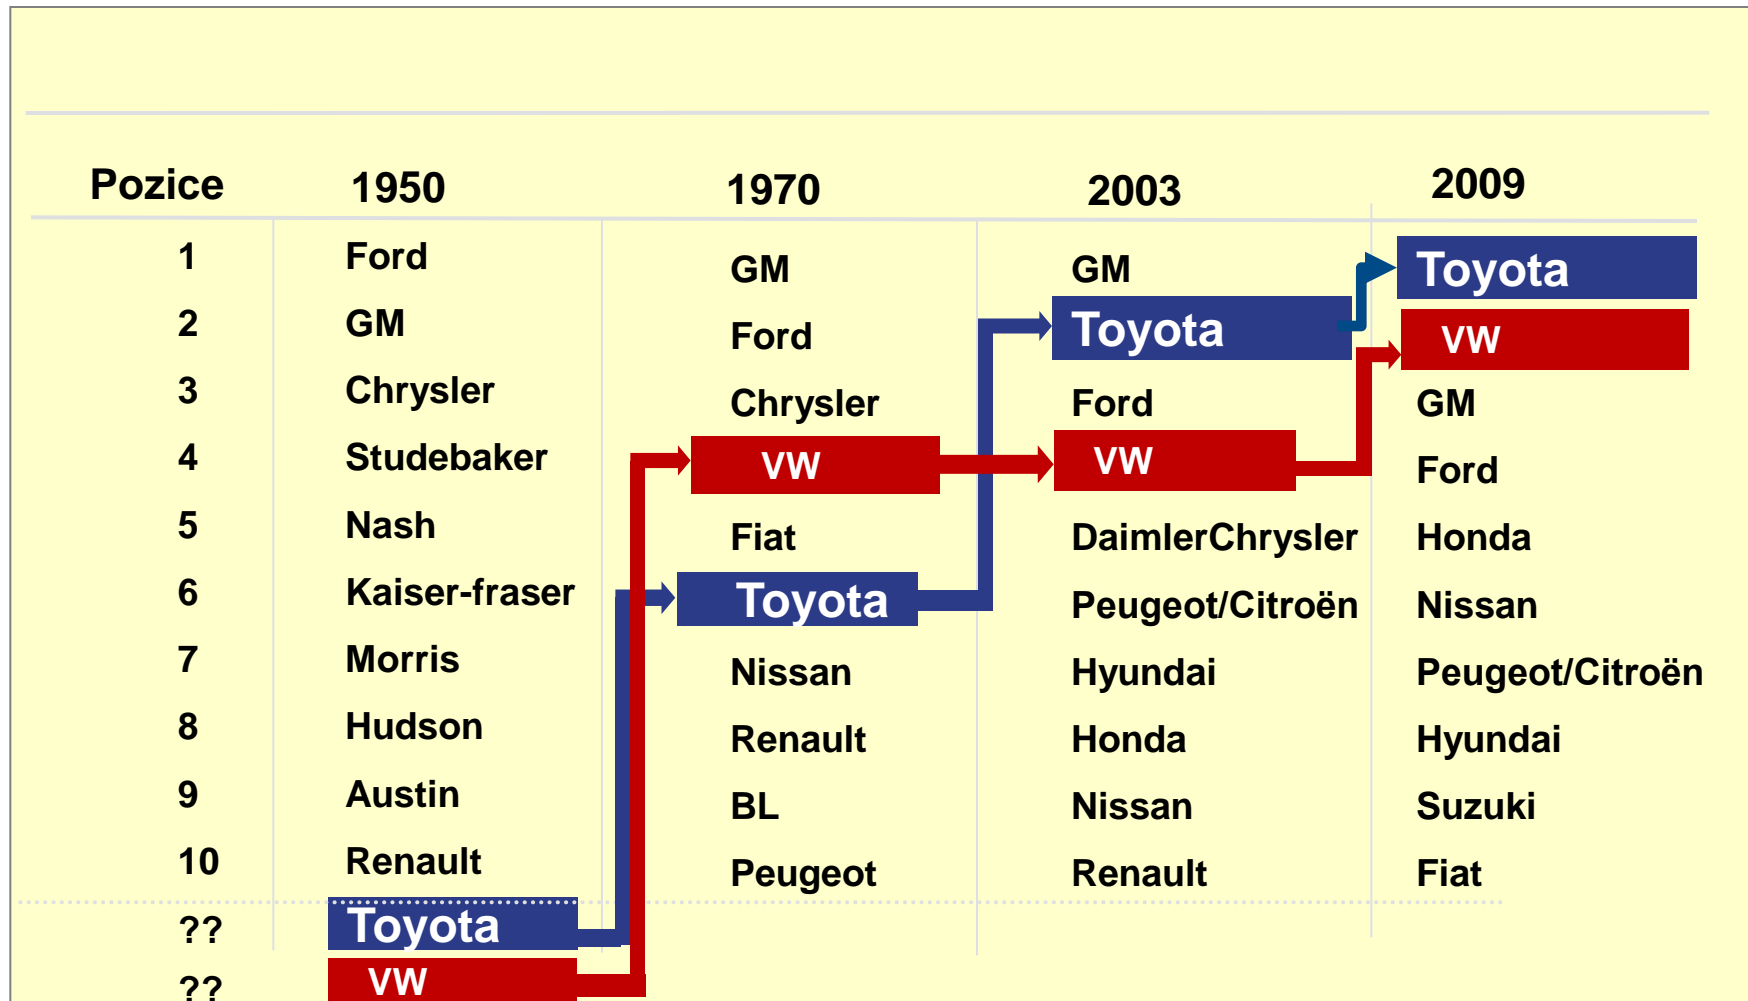 Pozice 1950 1970 2003 2009
1 Ford GM GM Toyota
2 GM Ford Toyota VW
3 Chrysler Chrysler Ford GM
4 Studebaker VW VW Ford
5 Nash Fiat DaimlerChrysler Honda
6 Kaiser-fraser Toyota Peugeot/Citroën Nissan
7 Morris Nissan Hyundai Peugeot/Citroën
8 Hudson Renault Honda Hyundai
9 Austin BL Nissan Suzuki
10 Renault Peugeot Renault Fiat
?? Toyota
?? VW